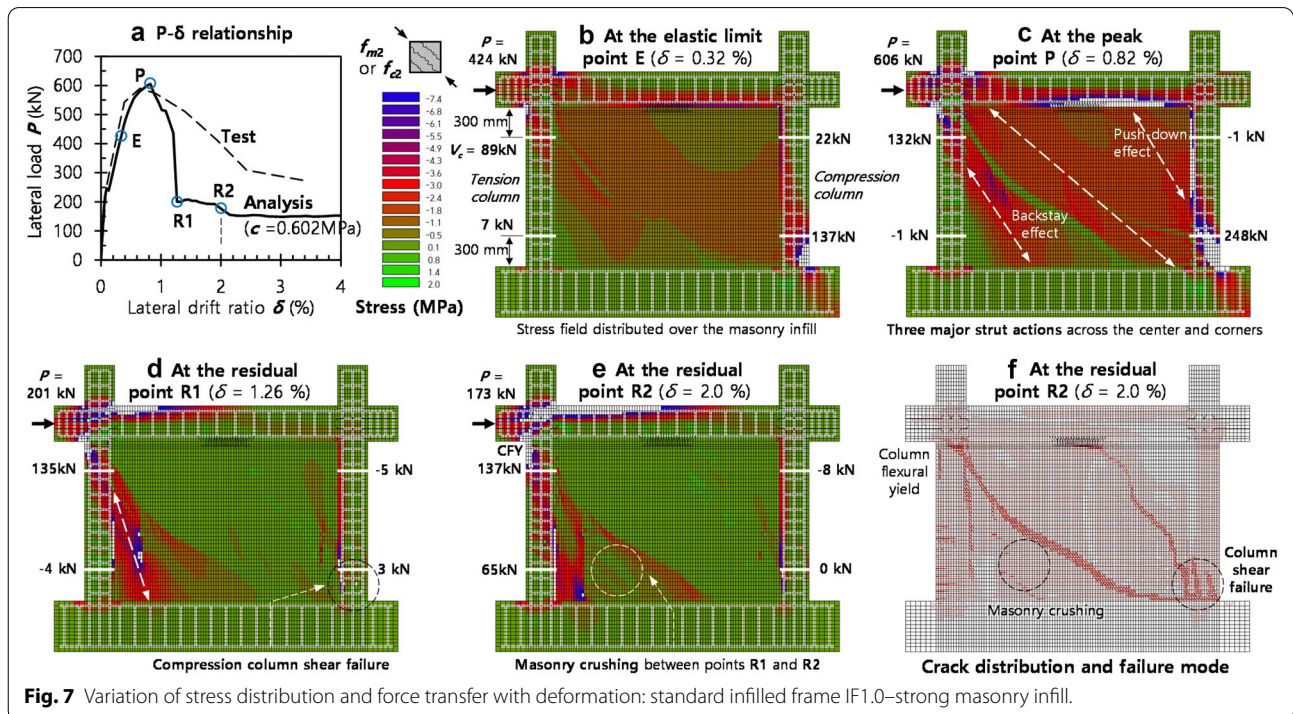 a P-δ relationship
Lateral load P (kN)
700
600
500
400
300
200
100
0
P
E
Test
R1
R2
Analysis
(c =0.602MPa)
0 1 2 3 4
Lateral drift ratio δ (%)
fm2
or fc2
-7.4
-6.8
-6.1
-5.5
-4.9
-4.3
-3.6
-3.0
-2.4
-1.8
-1.1
-0.5
0.1
0.8
1.4
2.0
Stress (MPa)
b At the elastic limit
point E (δ = 0.32 %)
P =
424 kN
300 mm
Vc = 89kN
Tension
column
7 kN
300 mm
22kN
Compression
column
137kN
Stress field distributed over the masonry infill
c At the peak
point P (δ = 0.82 %)
P =
606 kN
132kN
-1 kN
Push-down
effect
-1 kN
Backstay
effect
248kN
Three major strut actions across the center and corners
d At the residual
point R1 (δ = 1.26 %)
P =
201 kN
135kN
-5 kN
-4 kN
3 kN
Compression column shear failure
e At the residual
point R2 (δ = 2.0 %)
P =
173 kN
CFY
137kN
-8 kN
65kN
0 kN
Masonry crushing between points R1 and R2
f At the residual
point R2 (δ = 2.0 %)
Column
flexural
yield
Column
shear
failure
Masonry crushing
Crack distribution and failure mode
Fig. 7 Variation of stress distribution and force transfer with deformation: standard infilled frame IF1.0–strong masonry infill.